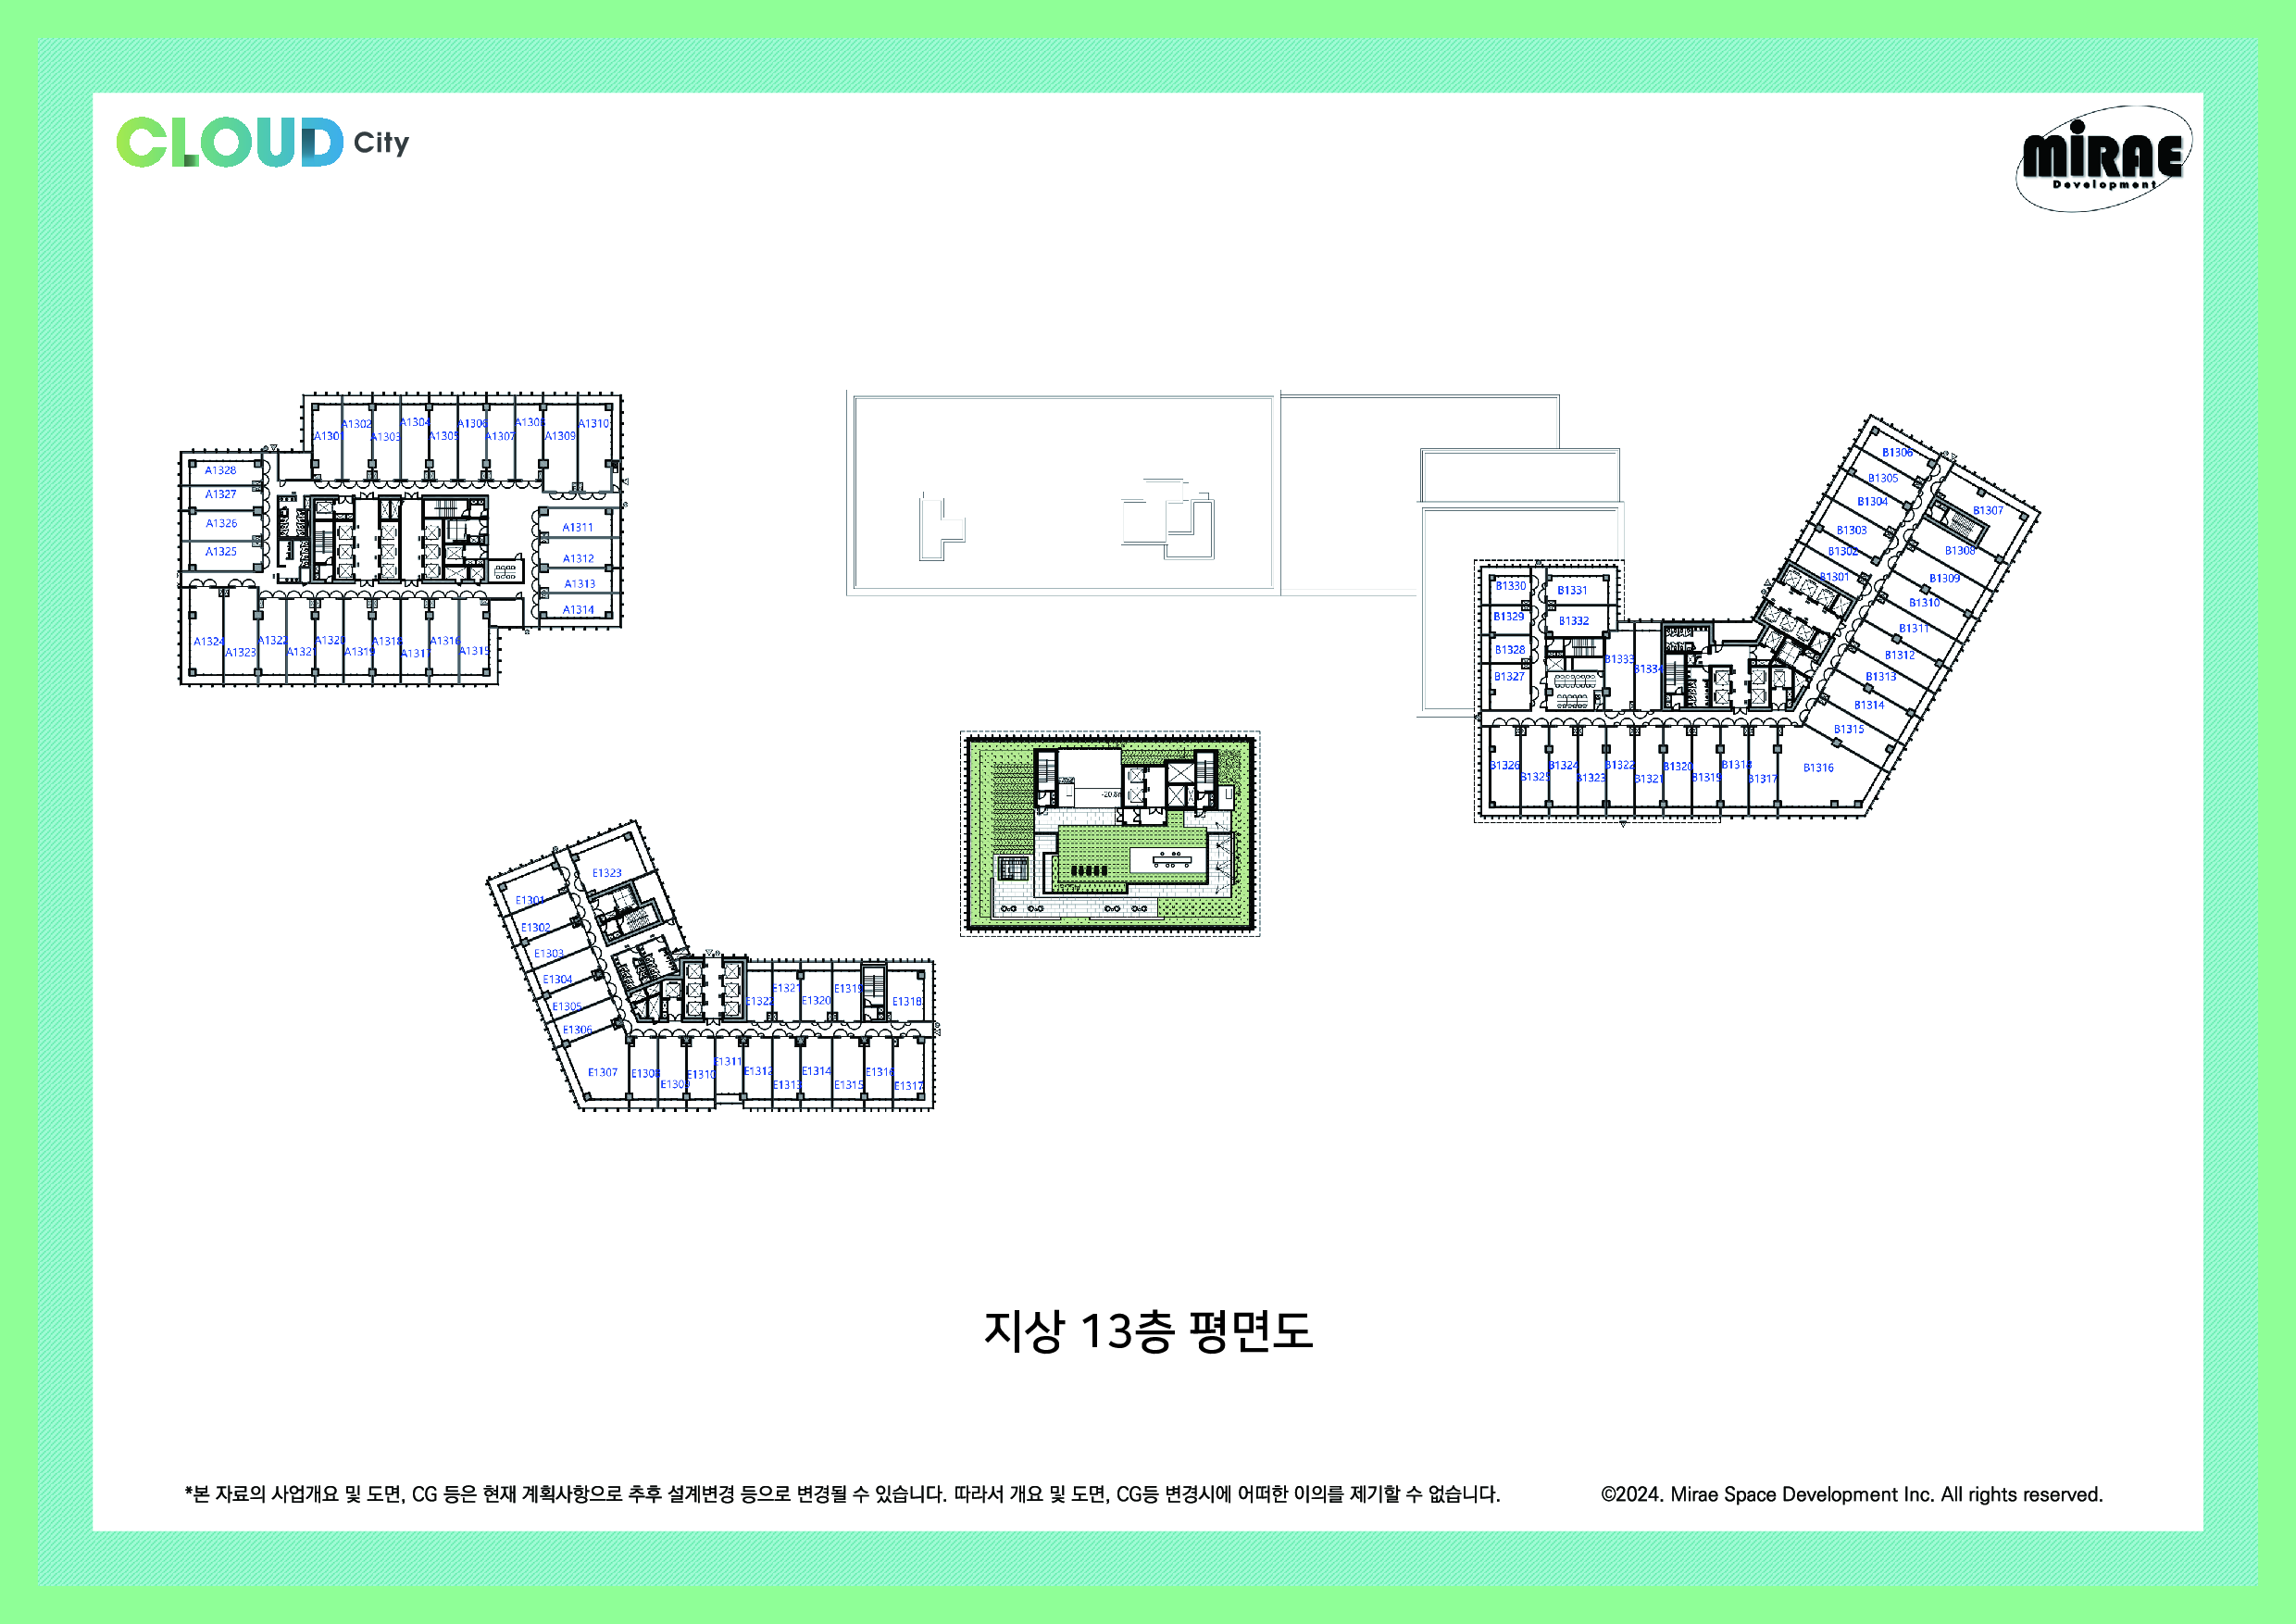 CLOUD City
MiRAE
Development
A1301 A1302 A1303 A1304 A1305 A1306 A1307 A1308 A1309 A1310
A1328
A1327
A1326
A1325
A1311
A1312
A1313
A1314
A1324 A1323 A1322 A1321 A1320 A1319 A1318 A1317 A1316 A1315
B1306
B1305
B1304
B1303
B1302
B1301
B1307
B1308
B1309
B1310
B1311
B1312
B1313
B1314
B1315
B1316
B1330 B1331
B1329 B1332
B1328
B1327
B1333 B1334
B1326 B1325 B1324 B1323 B1322 B1321 B1320 B1319 B1318 B1317
E1323
E1301
E1302
E1303
E1304
E1305
E1306
E1322 E1321 E1320 E1319 E1318
E1307 E1308 E1309 E1310 E1311 E1312 E1313 E1314 E1315 E1316 E1317
지상 13층 평면도
*본 자료의 사업개요 및 도면, CG 등은 현재 계획사항으로 추후 설계변경 등으로 변경될 수 있습니다. 따라서 개요 및 도면, CG등 변경시에 어떠한 이의를 제기할 수 없습니다.
©2024. Mirae Space Development Inc. All rights reserved.